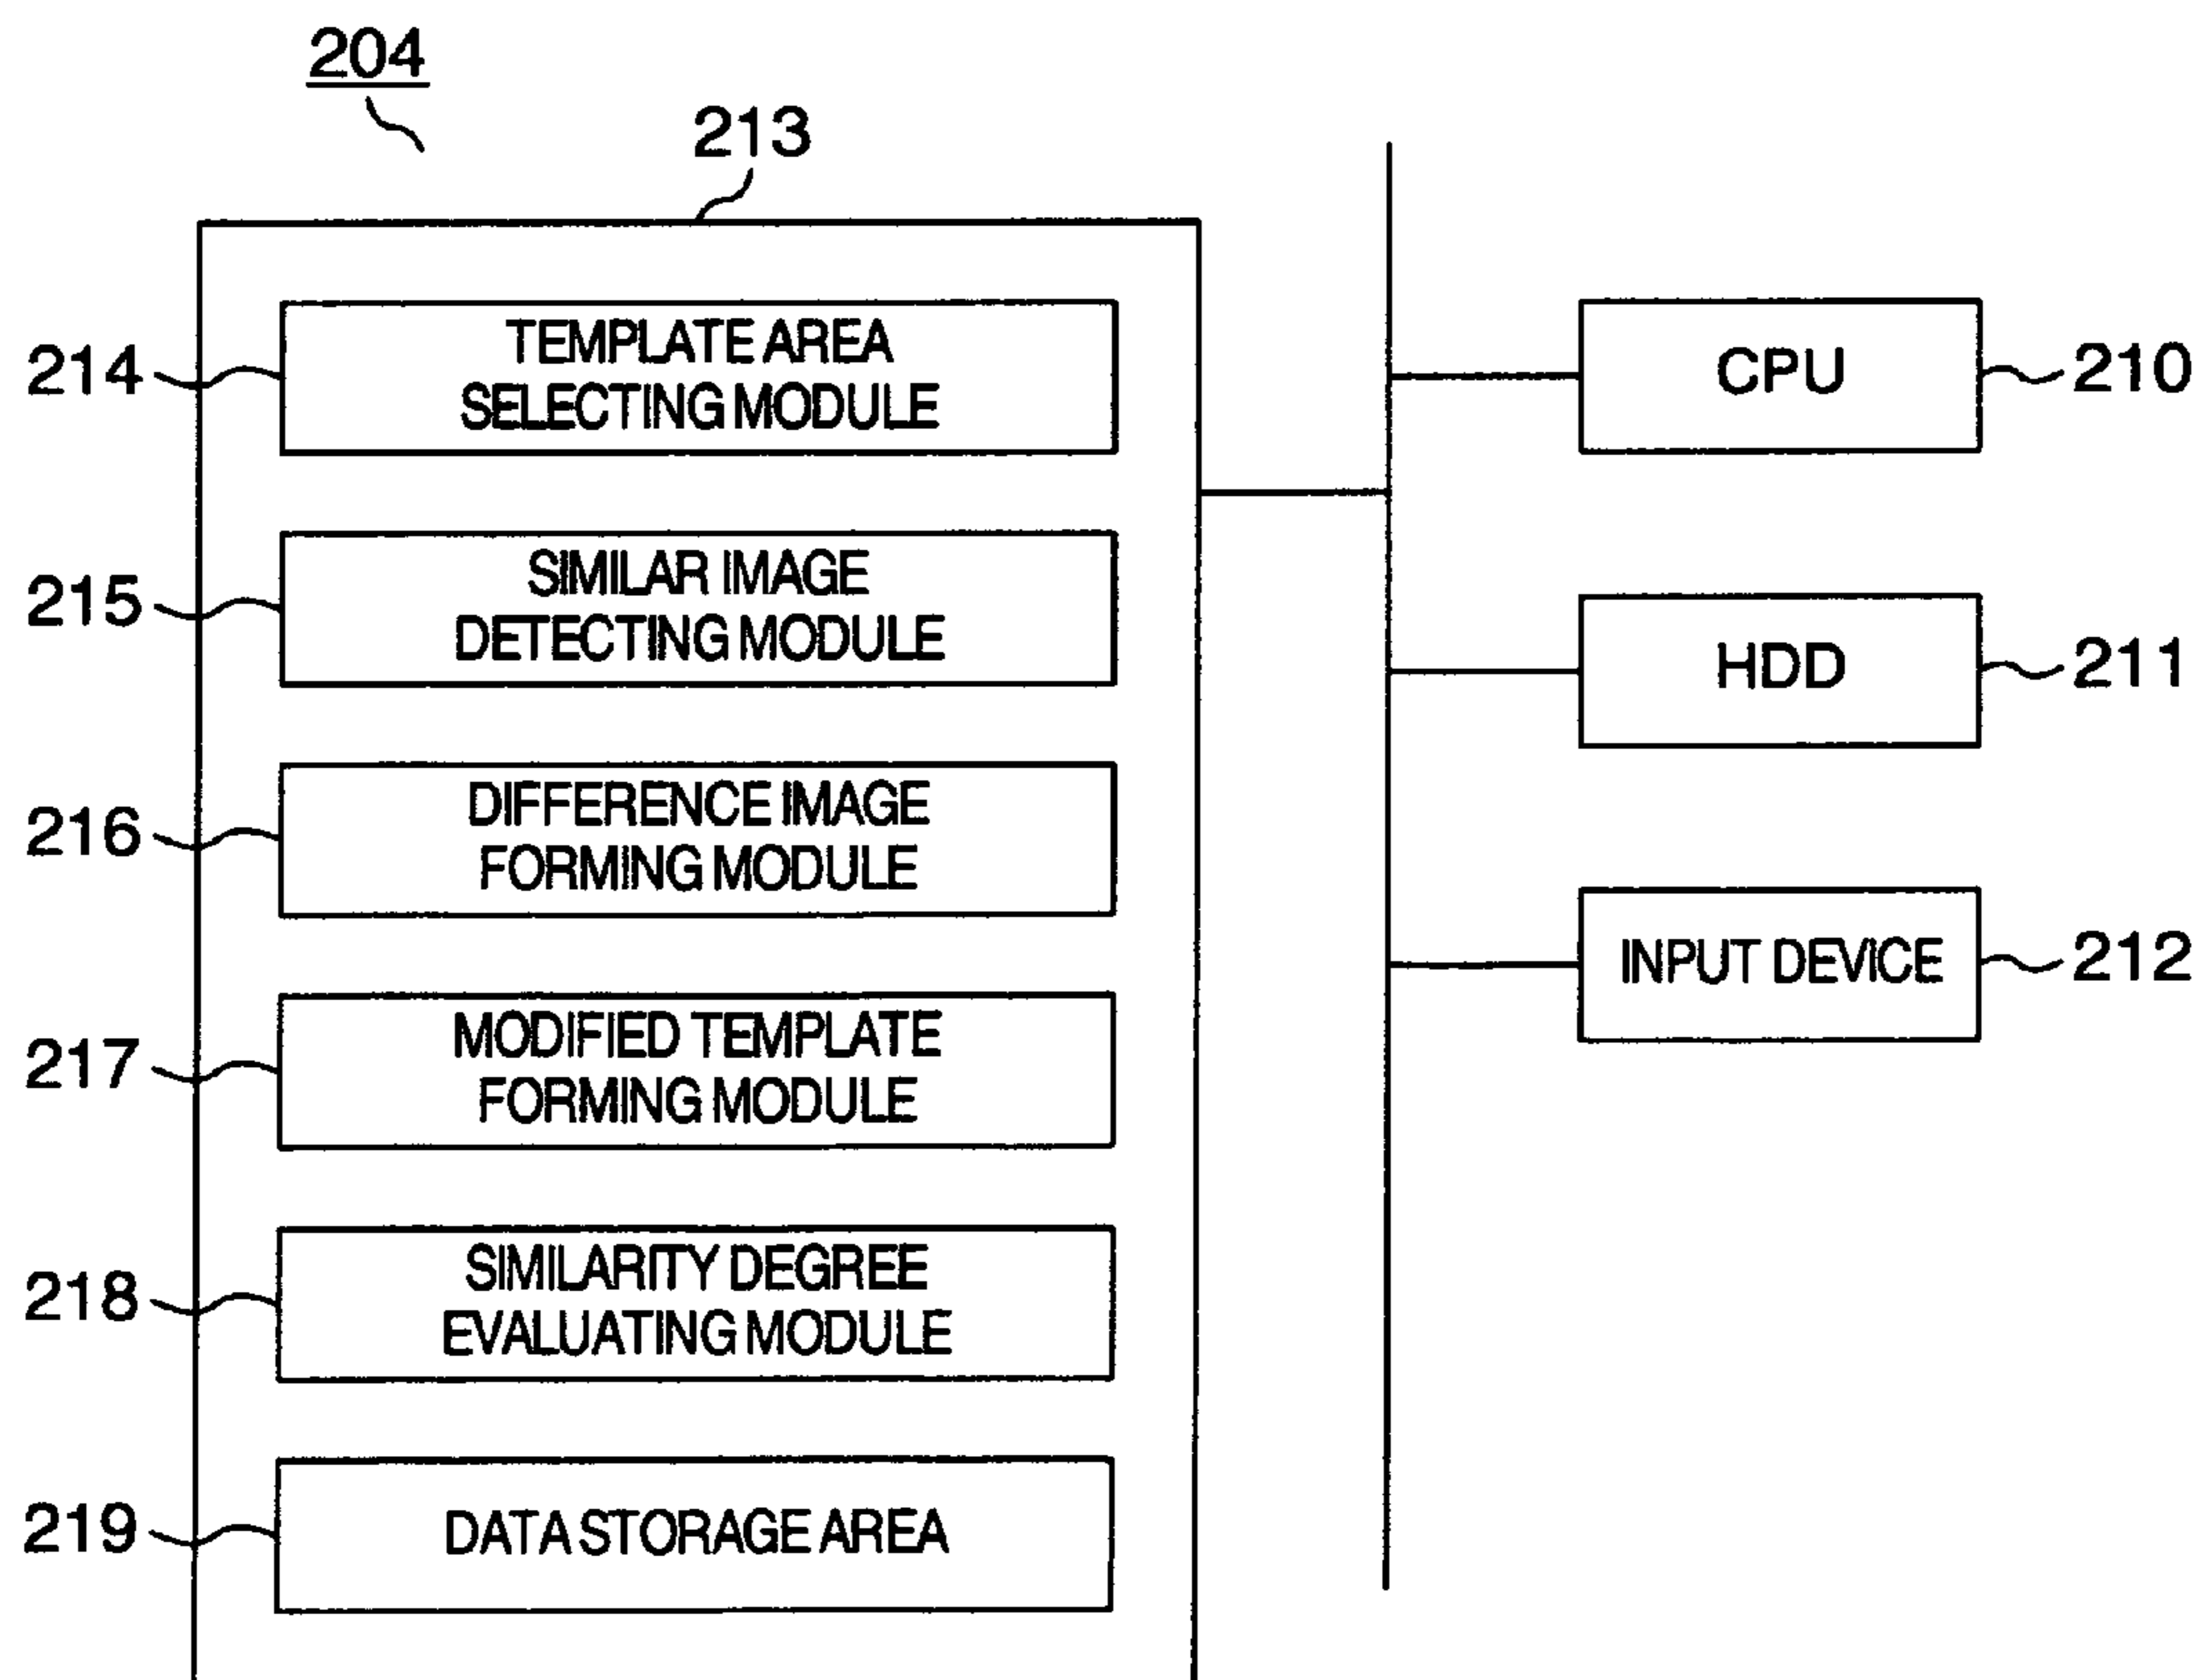 204
213
214
TEMPLATE AREA
SELECTING MODULE
215
SIMILAR IMAGE
DETECTING MODULE
216
DIFFERENCE IMAGE
FORMING MODULE
217
MODIFIED TEMPLATE
FORMING MODULE
218
SIMILARITY DEGREE
EVALUATING MODULE
219
DATA STORAGE AREA
CPU
210
HDD
211
INPUT DEVICE
212